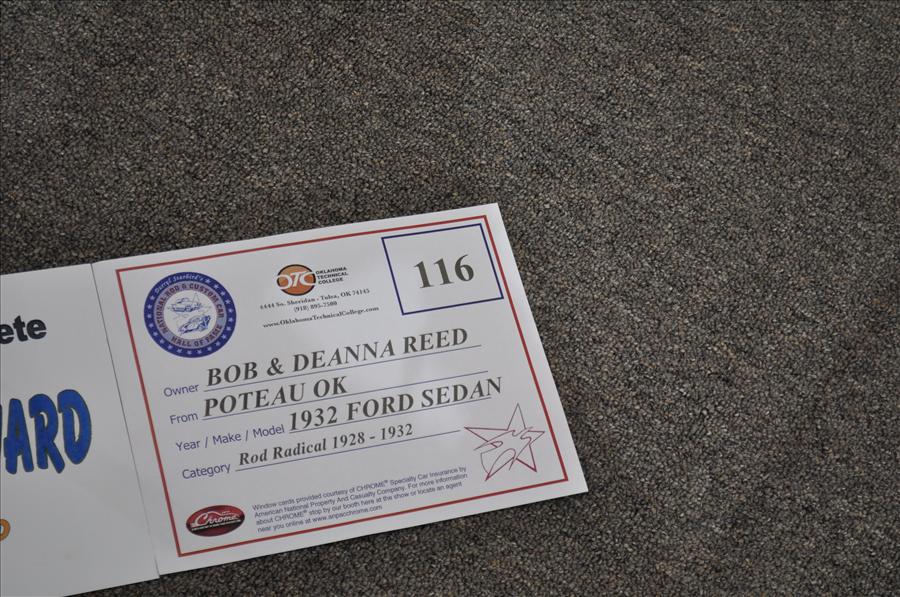 ete
ARD
Darryl Starbird's
NATIONAL ROD & CUSTOM CAR
HALL OF FAME
OTC
OKLAHOMA
TECHNICAL
COLLEGE
4444 So. Sheridan - Tulsa, OK 74145
(918) 895-7500
www.OklahomaTechnicalCollege.com
116
Owner BOB & DEANNA REED
From POTEAU OK
Year / Make / Model 1932 FORD SEDAN
Category Rod Radical 1928 - 1932
Chrome
Window cards provided courtesy of CHROME® Specialty Car Insurance by
American National Property And Casualty Company. For more information
about CHROME® stop by our booth here at the show or locate an agent
near you online at www.anpacchrome.com